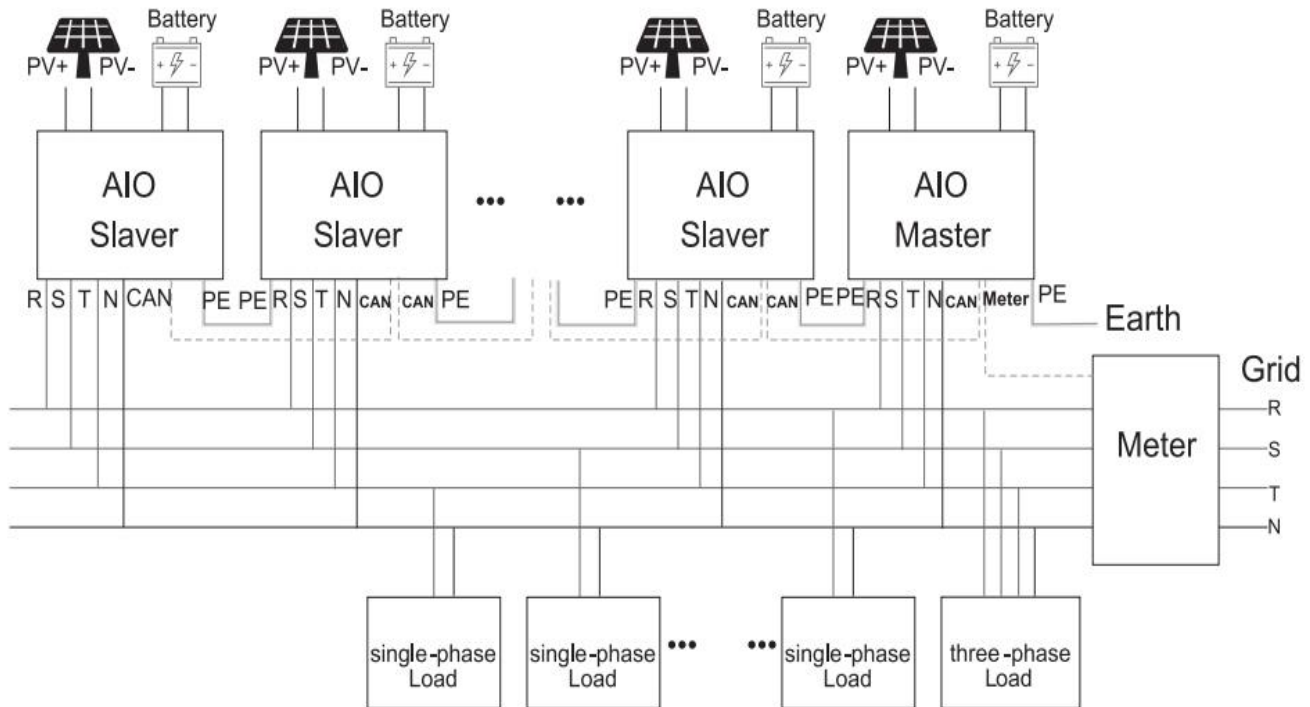 Battery Battery Battery Battery
PV+ PV- + - PV+ PV- + - PV+ PV- + - PV+ PV- + -
AIO
Slaver
AIO
Slaver
•••
•••
AIO
Slaver
AIO
Master
R S T N CAN PE PE R S T N CAN CAN PE PE R S T N CAN CAN PE PE R S T N CAN Meter PE
Earth
Grid
Meter
R
S
T
N
single-phase
Load
single-phase
Load
•••
•••
single-phase
Load
three-phase
Load